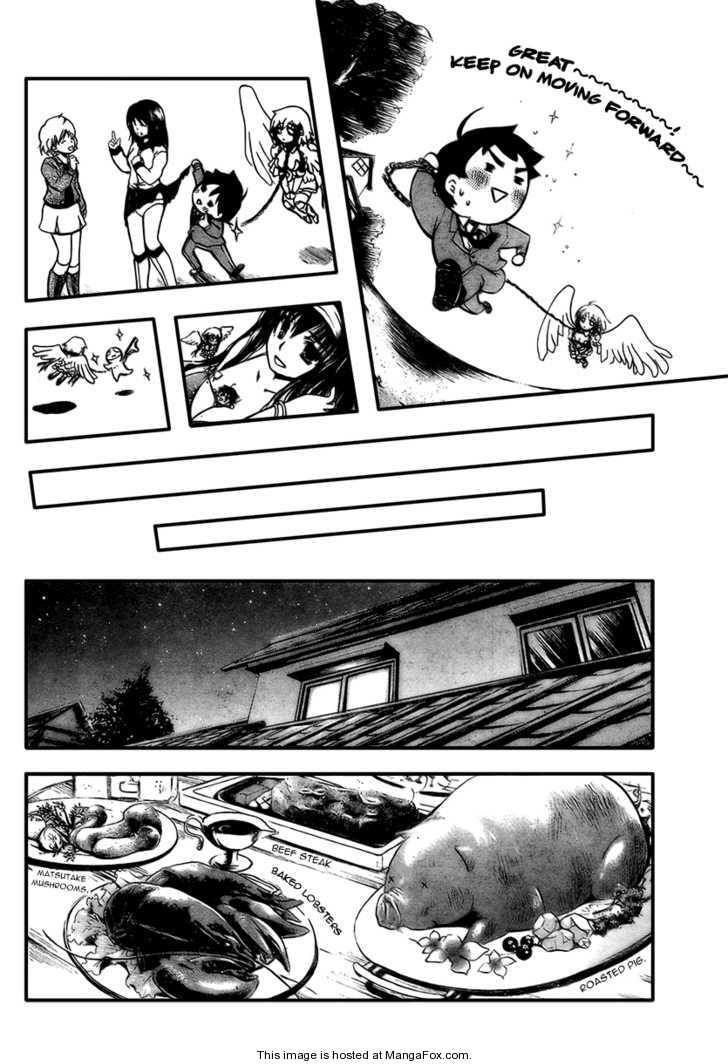 GREAT~~~~~~~~!
KEEP ON MOVING FORWARD~~
MATSUTAKE
MUSHROOMS,
BEEF STEAK
BAKED LOBSTERS
ROASTED PIG.
This image is hosted at MangaFox.com.